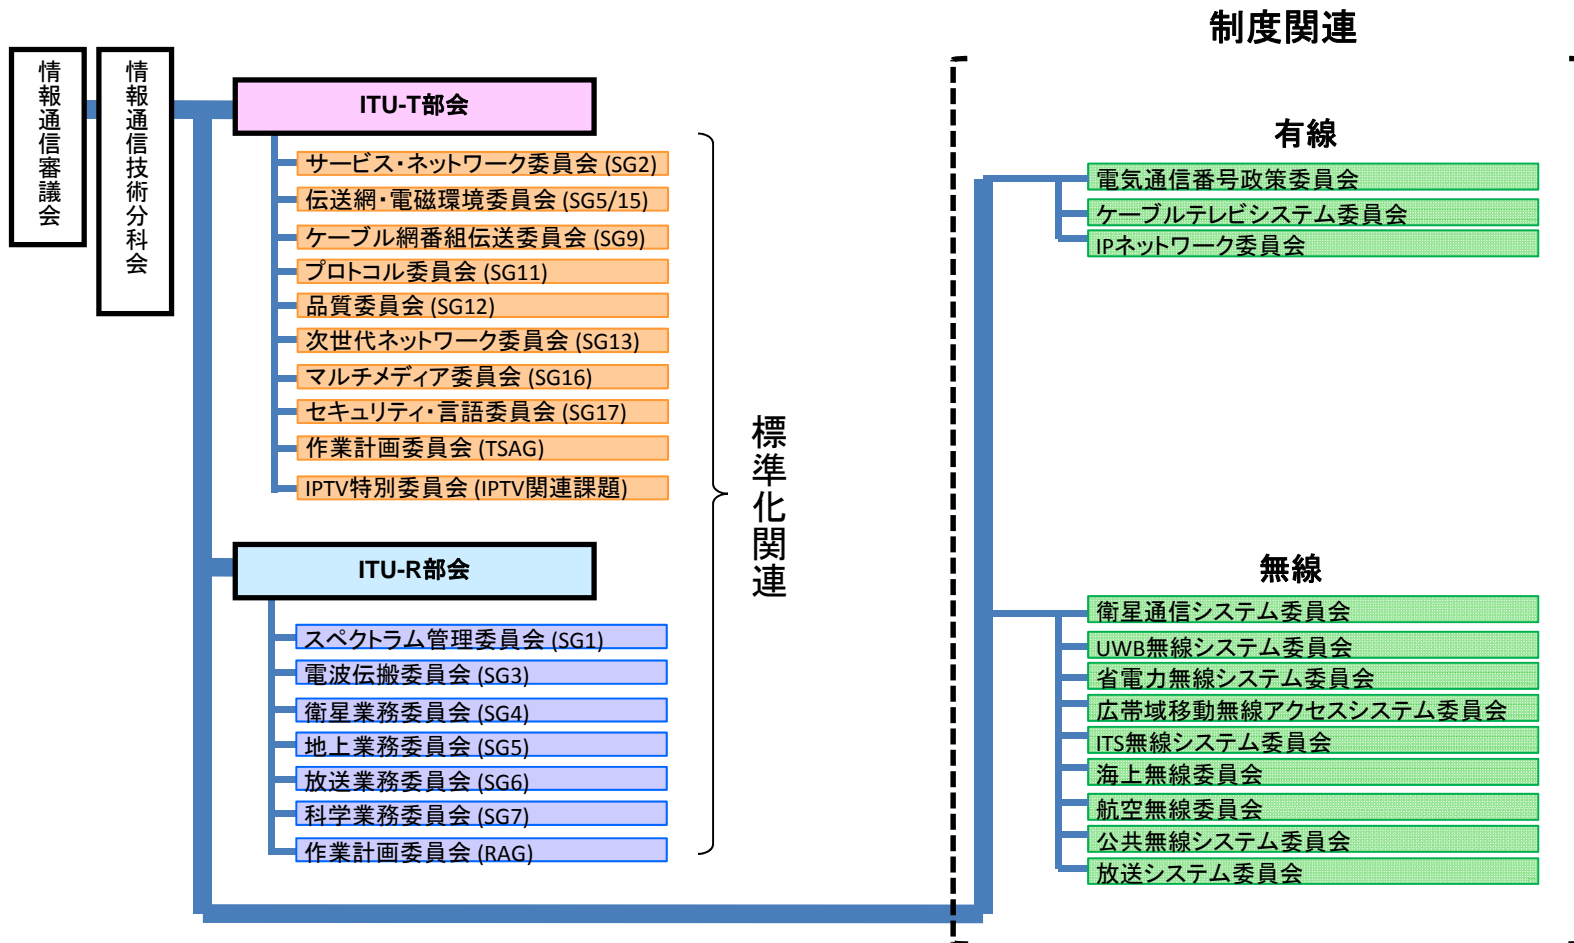 情報通信審議会
情報通信技術分科会
ITU-T部会
サービス・ネットワーク委員会 (SG2)
伝送網・電磁環境委員会 (SG5/15)
ケーブル網番組伝送委員会 (SG9)
プロトコル委員会 (SG11)
品質委員会 (SG12)
次世代ネットワーク委員会 (SG13)
マルチメディア委員会 (SG16)
セキュリティ・言語委員会 (SG17)
作業計画委員会 (TSAG)
IPTV特別委員会 (IPTV関連課題)
ITU-R部会
スペクトラム管理委員会 (SG1)
電波伝搬委員会 (SG3)
衛星業務委員会 (SG4)
地上業務委員会 (SG5)
放送業務委員会 (SG6)
科学業務委員会 (SG7)
作業計画委員会 (RAG)
標準化関連
制度関連
有線
電気通信番号政策委員会
ケーブルテレビシステム委員会
IPネットワーク委員会
無線
衛星通信システム委員会
UWB無線システム委員会
省電力無線システム委員会
広帯域移動無線アクセスシステム委員会
ITS無線システム委員会
海上無線委員会
航空無線委員会
公共無線システム委員会
放送システム委員会